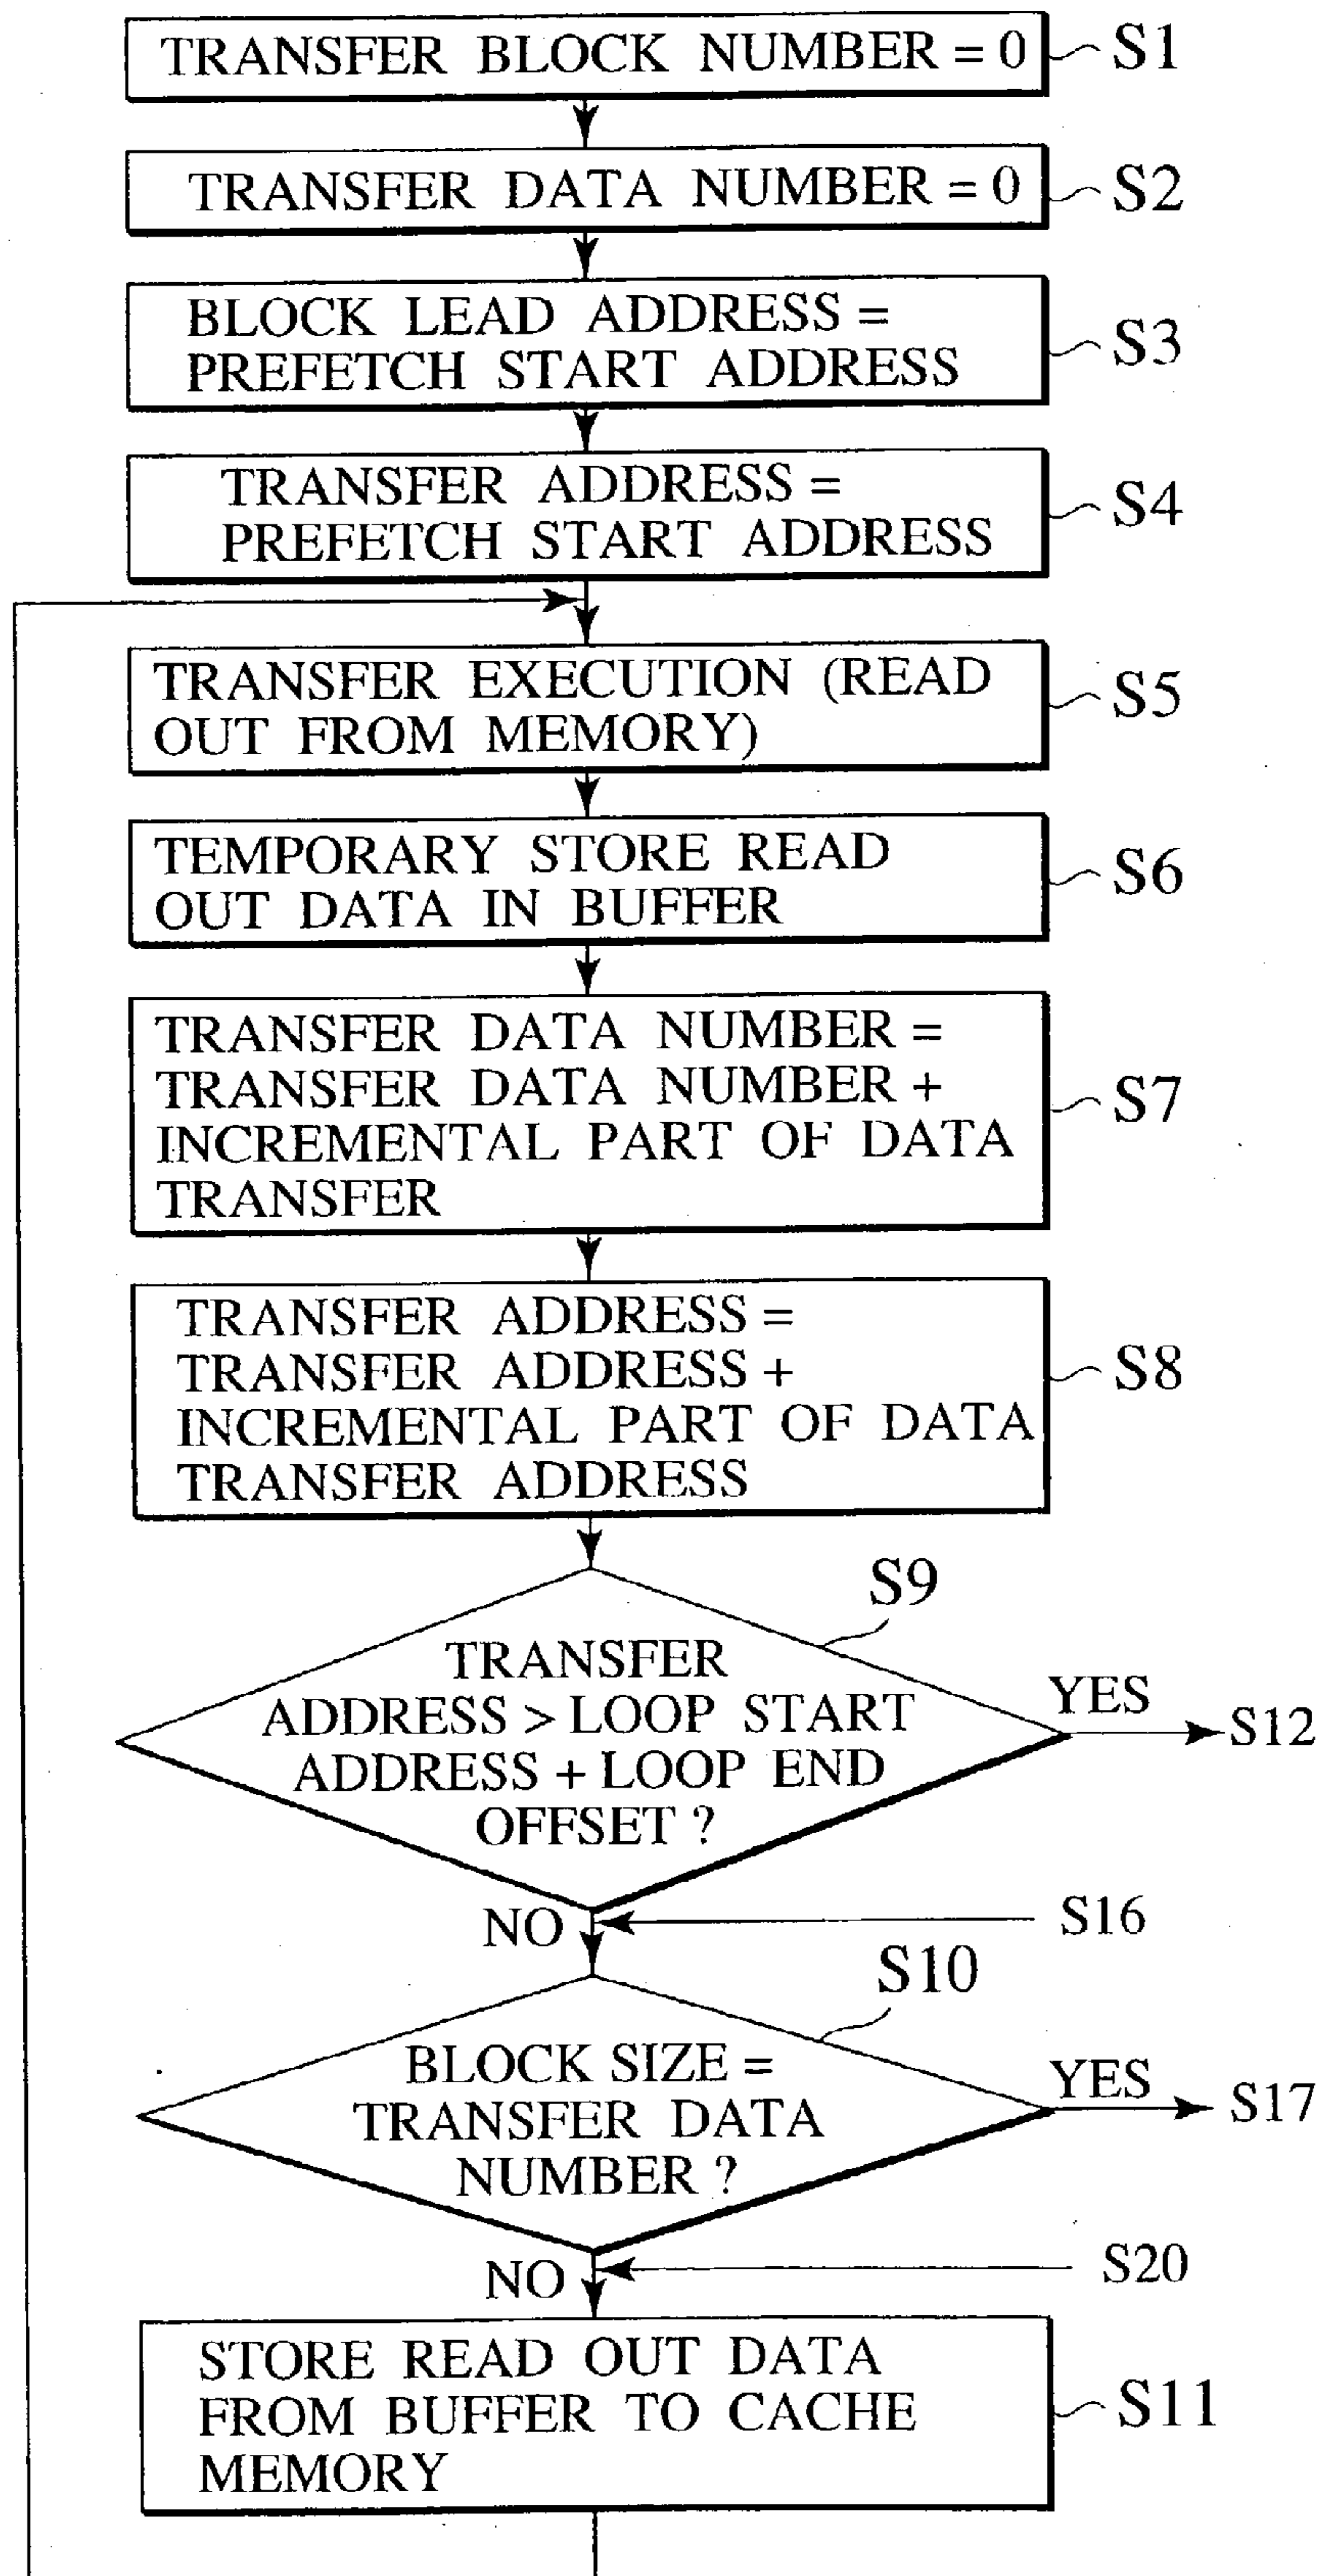 TRANSFER BLOCK NUMBER = 0
S1
TRANSFER DATA NUMBER = 0
S2
BLOCK LEAD ADDRESS =
PREFETCH START ADDRESS
S3
TRANSFER ADDRESS =
PREFETCH START ADDRESS
S4
TRANSFER EXECUTION (READ
OUT FROM MEMORY)
S5
TEMPORARY STORE READ
OUT DATA IN BUFFER
S6
TRANSFER DATA NUMBER =
TRANSFER DATA NUMBER +
INCREMENTAL PART OF DATA
TRANSFER
S7
TRANSFER ADDRESS =
TRANSFER ADDRESS +
INCREMENTAL PART OF DATA
TRANSFER ADDRESS
S8
S9
TRANSFER
ADDRESS > LOOP START
ADDRESS + LOOP END
OFFSET ?
YES
S12
NO
S16
S10
BLOCK SIZE =
TRANSFER DATA
NUMBER ?
YES
S17
NO
S20
STORE READ OUT DATA
FROM BUFFER TO CACHE
MEMORY
S11